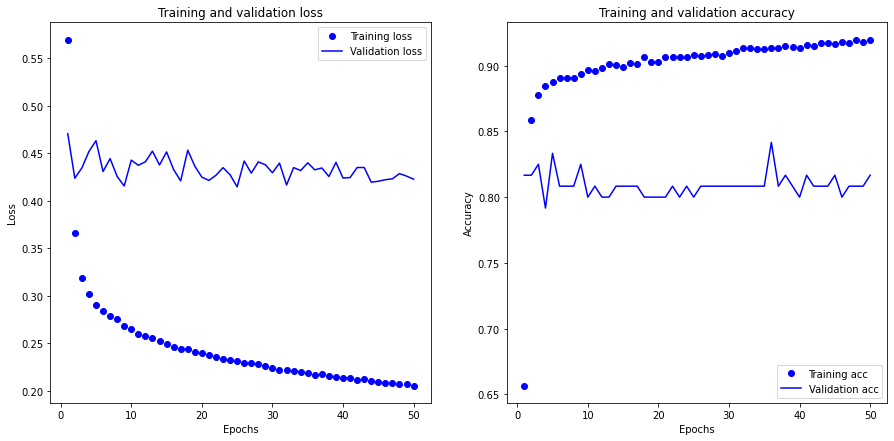 Training and validation loss
Training loss
Validation loss
Loss
0.55
0.50
0.45
0.40
0.35
0.30
0.25
0.20
0
10
20
30
40
50
Epochs
Training and validation accuracy
Accuracy
0.90
0.85
0.80
0.75
0.70
0.65
Training acc
Validation acc
0
10
20
30
40
50
Epochs